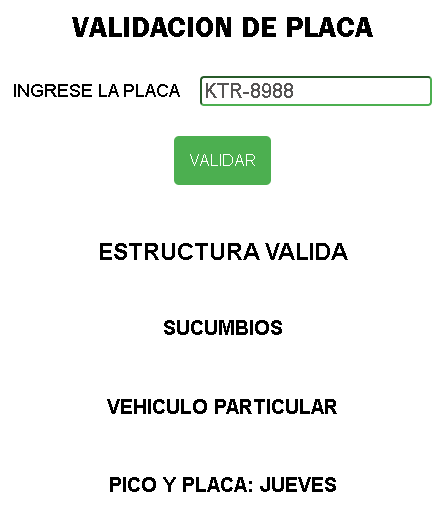 VALIDACION DE PLACA
INGRESE LA PLACA KTR-8988
VALIDAR
ESTRUCTURA VALIDA
SUCUMBIOS
VEHICULO PARTICULAR
PICO Y PLACA: JUEVES